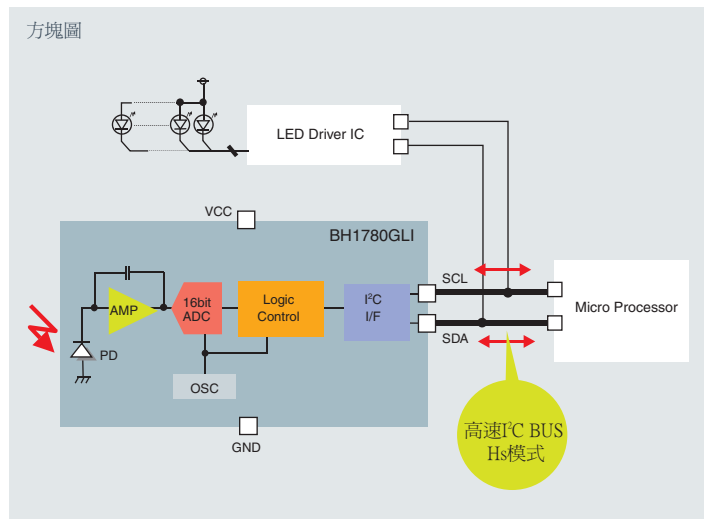 方塊圖
LED Driver IC
VCC
BH1780GLI
SCL
AMP
16bit
ADC
Logic
Control
I²C
I/F
Micro Processor
PD
SDA
OSC
GND
高速I²C BUS
Hs模式